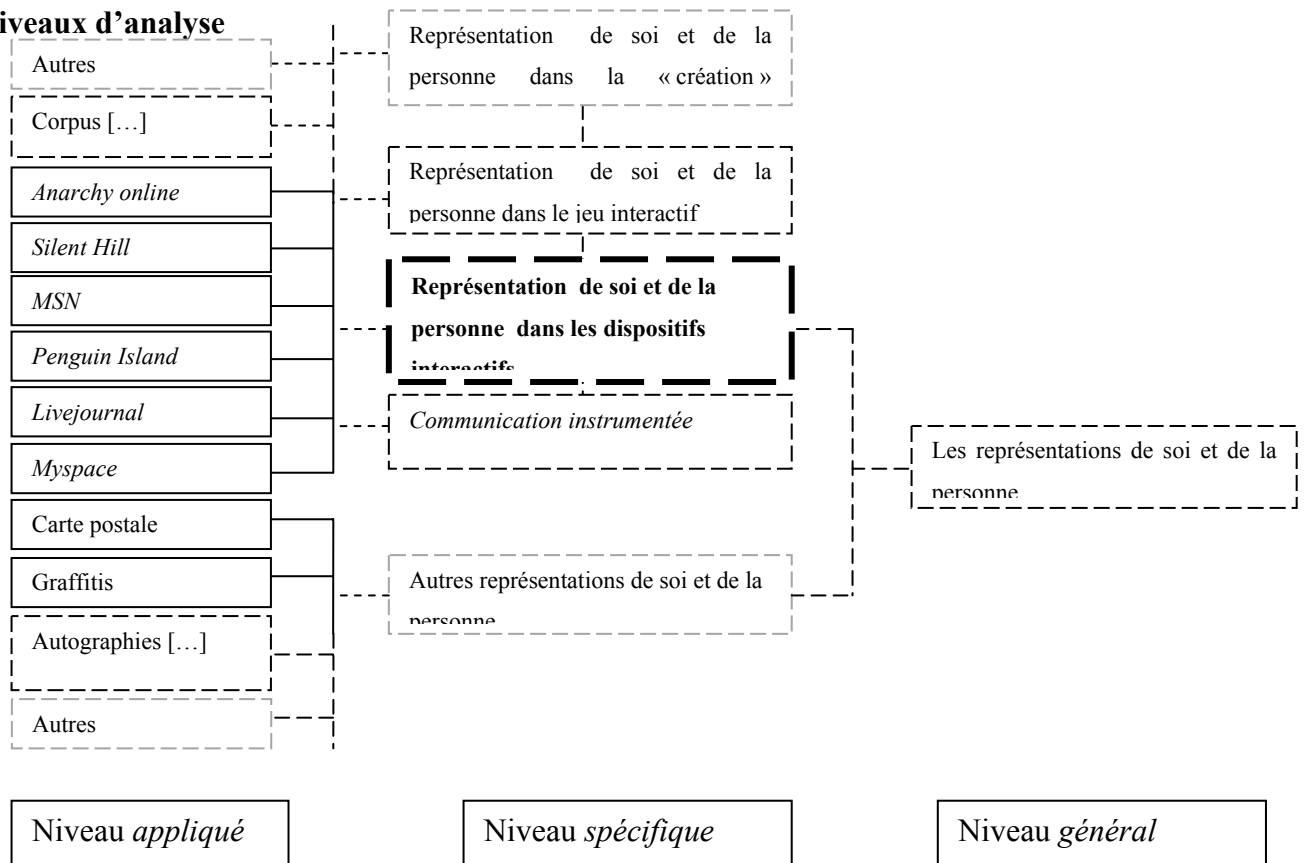 iveaux d'analyse
Autres
Corpus […]
Anarchy online
Silent Hill
MSN
Penguin Island
Livejournal
Myspace
Carte postale
Graffitis
Autographies […]
Autres
Représentation de soi et de la
personne dans la « création »
Représentation de soi et de la
personne dans le jeu interactif
Représentation de soi et de la
personne dans les dispositifs
interactifs
Communication instrumentée
Autres représentations de soi et de la
personne
Les représentations de soi et de la
personne
Niveau appliqué
Niveau spécifique
Niveau général